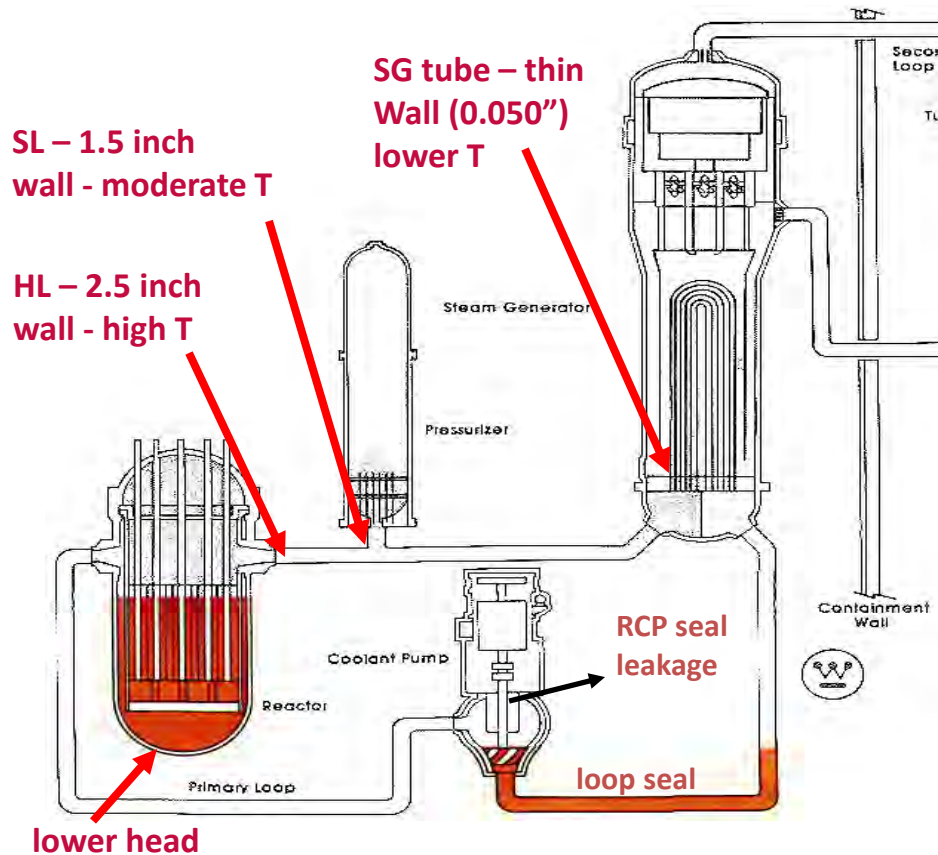 SG tube – thin
Wall (0.050”)
lower T
Loop
SL – 1.5 inch
wall - moderate T
HL – 2.5 inch
wall - high T
Steam Generator
Pressurizer
RCP seal
leakage
Containment
Wall
Coolant Pump
Reactor
Primary Loop
loop seal
lower head